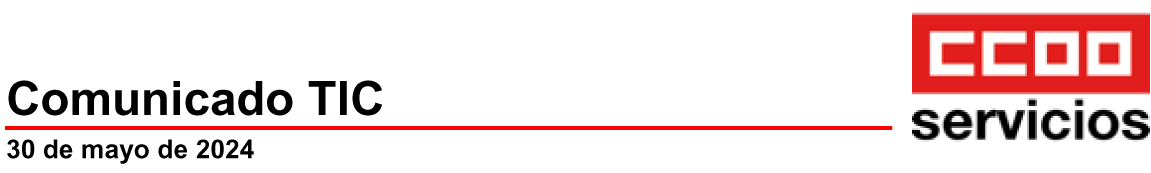 Comunicado TIC
30 de mayo de 2024
CCOO
servicios